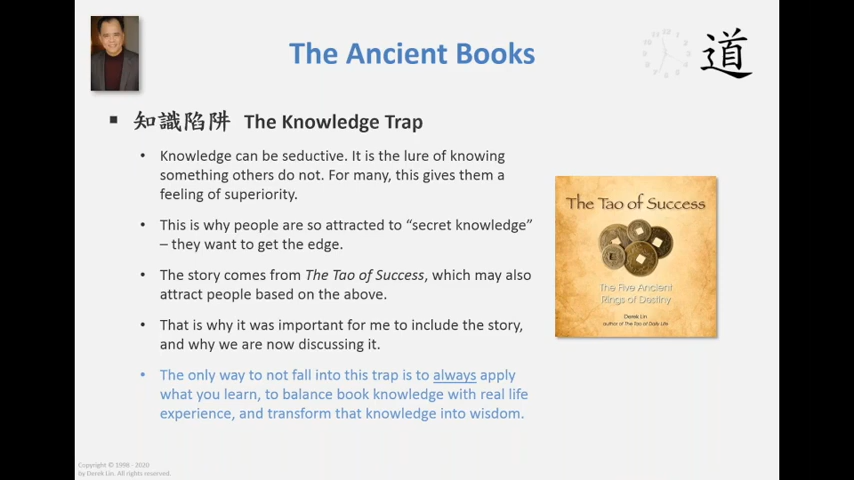 The Ancient Books
道
知識陷阱 The Knowledge Trap
Knowledge can be seductive. It is the lure of knowing
something others do not. For many, this gives them a
feeling of superiority.
This is why people are so attracted to “secret knowledge”
– they want to get the edge.
The story comes from The Tao of Success, which may also
attract people based on the above.
That is why it was important for me to include the story,
and why we are now discussing it.
The only way to not fall into this trap is to always apply
what you learn, to balance book knowledge with real life
experience, and transform that knowledge into wisdom.
The Tao of Success
The Five Ancient
Rings of Destiny
Derek Lin
author of The Tao of Daily Life
Copyright © 1998 - 2020
by Derek Lin. All rights reserved.